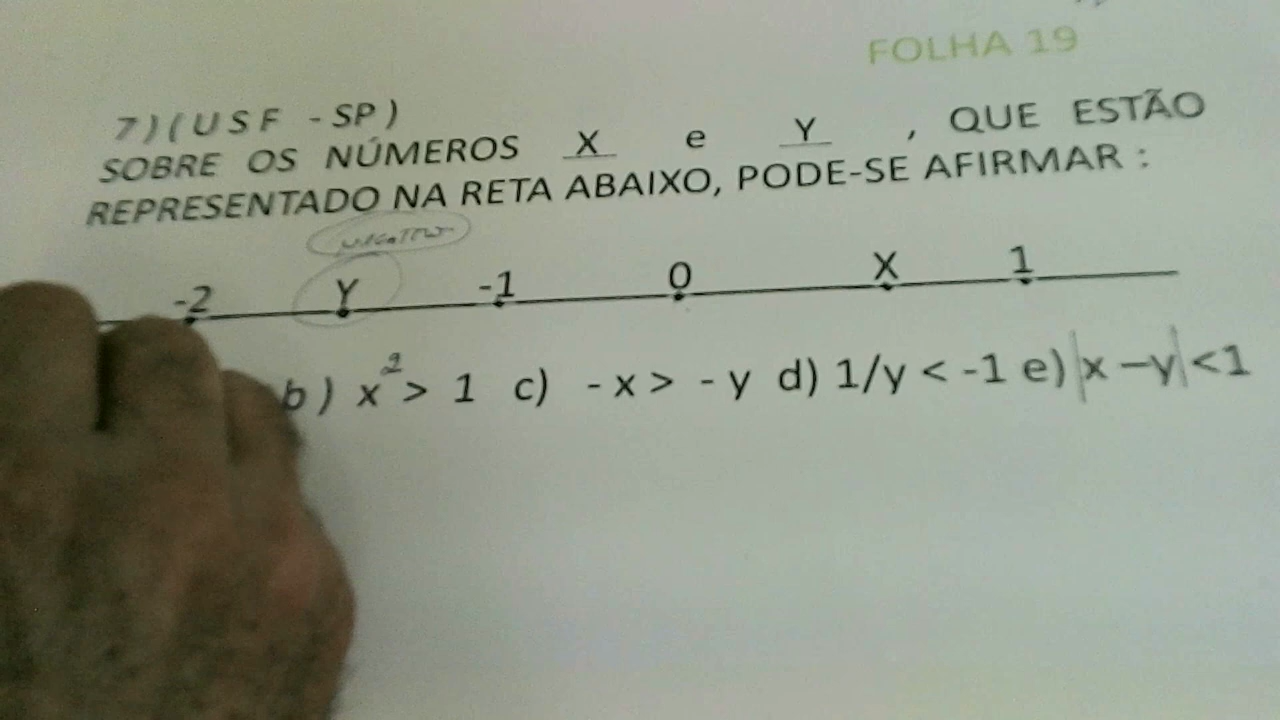 FOLHA 19
7 ) ( U S F - SP )
SOBRE OS NÚMEROS X e Y , QUE ESTÃO
REPRESENTADO NA RETA ABAIXO, PODE-SE AFIRMAR :
-2 Y -1 0 X 1
b ) x² > 1 c) - x > - y d) 1/y < -1 e) |x – y| <1